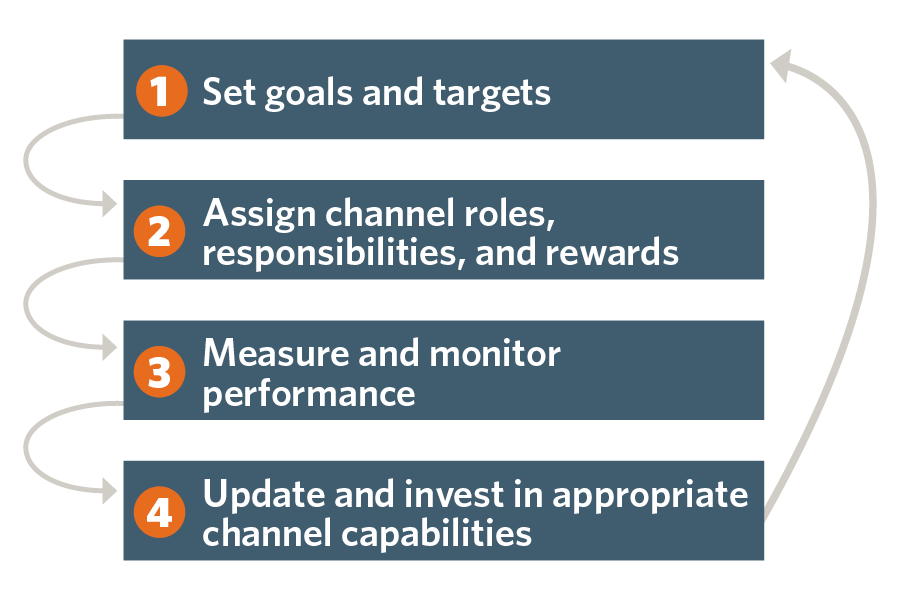 1 Set goals and targets
2 Assign channel roles,
responsibilities, and rewards
3 Measure and monitor
performance
4 Update and invest in appropriate
channel capabilities